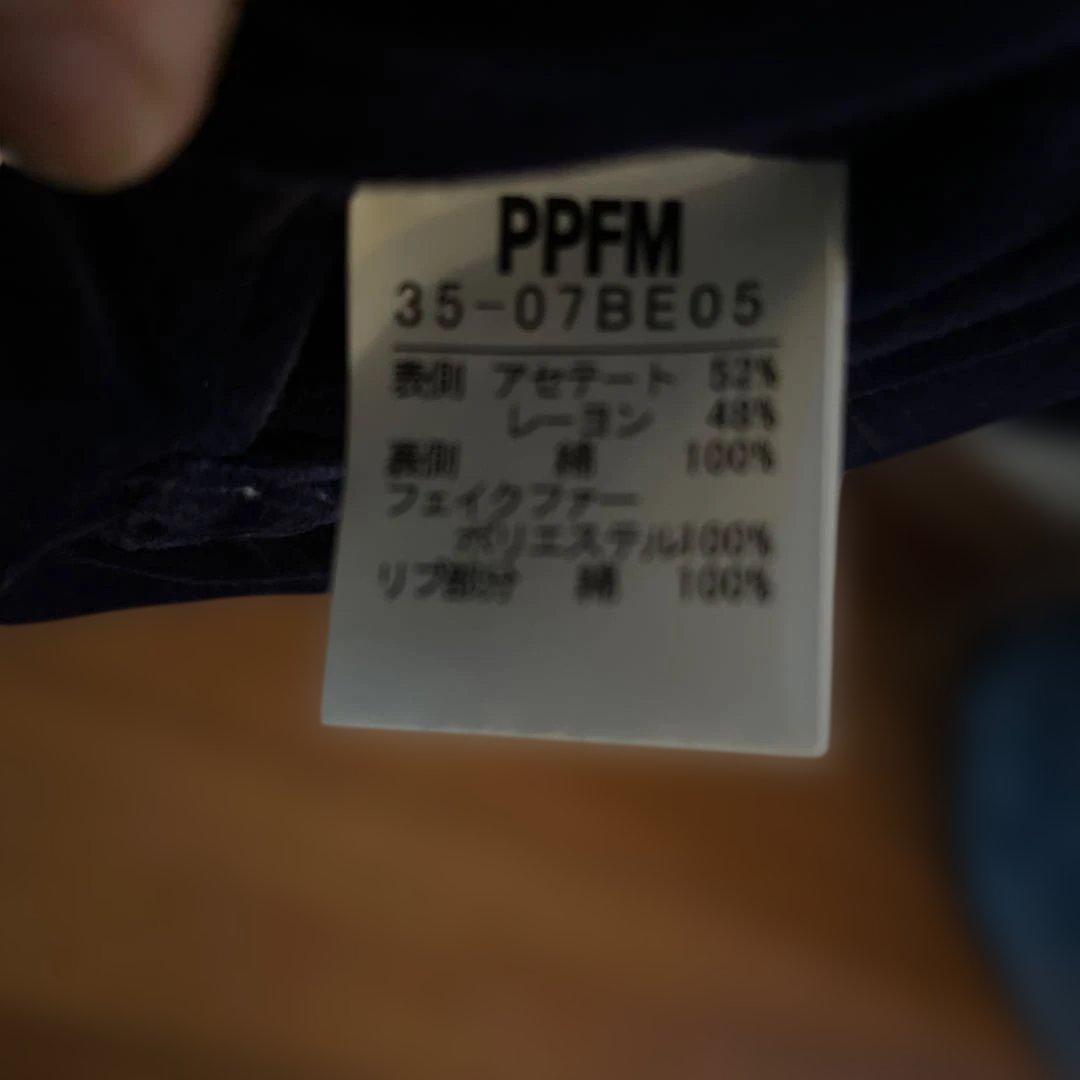 PPFM
35-07BE05
表側 アセテート 52%
レーヨン 48%
裏側 綿 100%
フェイクファー
ポリエステル100%
リブ部分 綿 100%